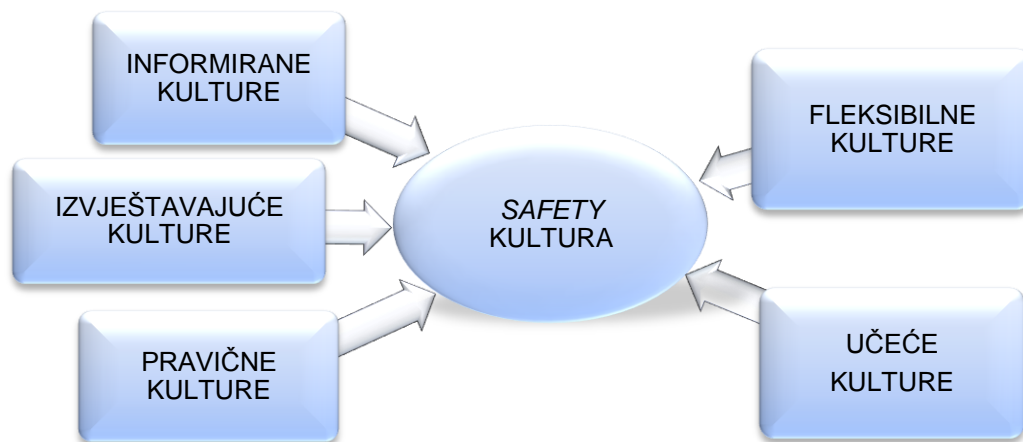 INFORMIRANE
KULTURE
IZVJEŠTAVAJUĆE
KULTURE
PRAVIČNE
KULTURE
SAFETY
KULTURA
FLEKSIBILNE
KULTURE
UČEĆE
KULTURE